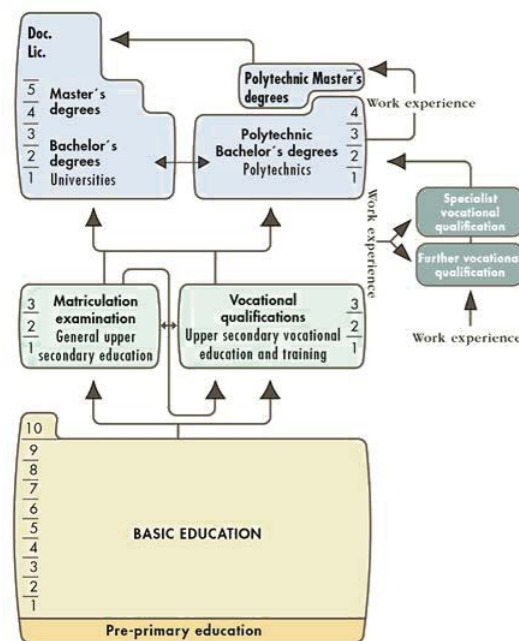 Doc.
Lic.
5
4
3
2
1
Master´s
degrees
Bachelor´s
degrees
Universities
Polytechnic Master´s
degrees
Work experience
Polytechnic
Bachelor´s degrees
Polytechnics
4
3
2
1
Work experience
Specialist
vocational
qualification
Further vocational
qualification
Work experience
3
2
1
Matriculation
examination
General upper
secondary education
Vocational
qualifications
Upper secondary vocational
education and training
3
2
1
10
9
8
7
6
5
4
3
2
1
BASIC EDUCATION
Pre-primary education